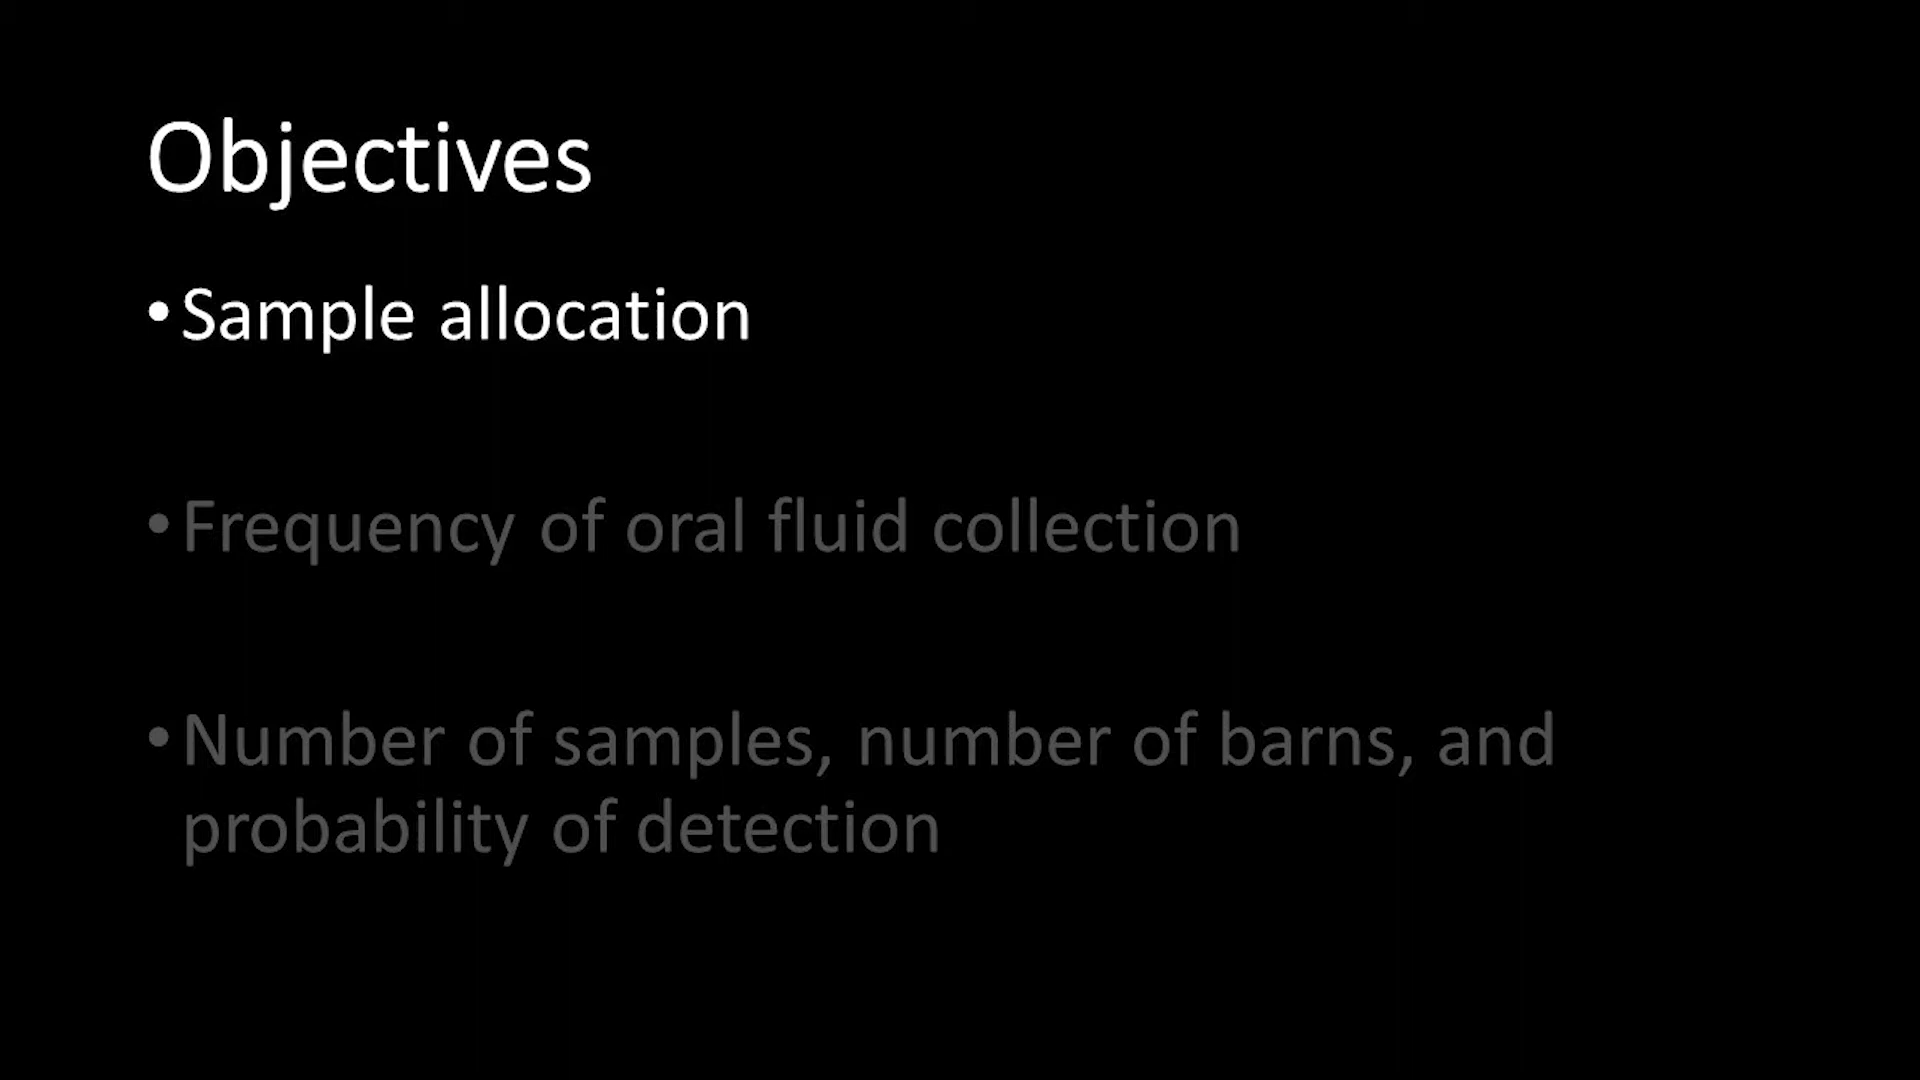 Objectives
• Sample allocation
• Frequency of oral fluid collection
• Number of samples, number of barns, and
probability of detection